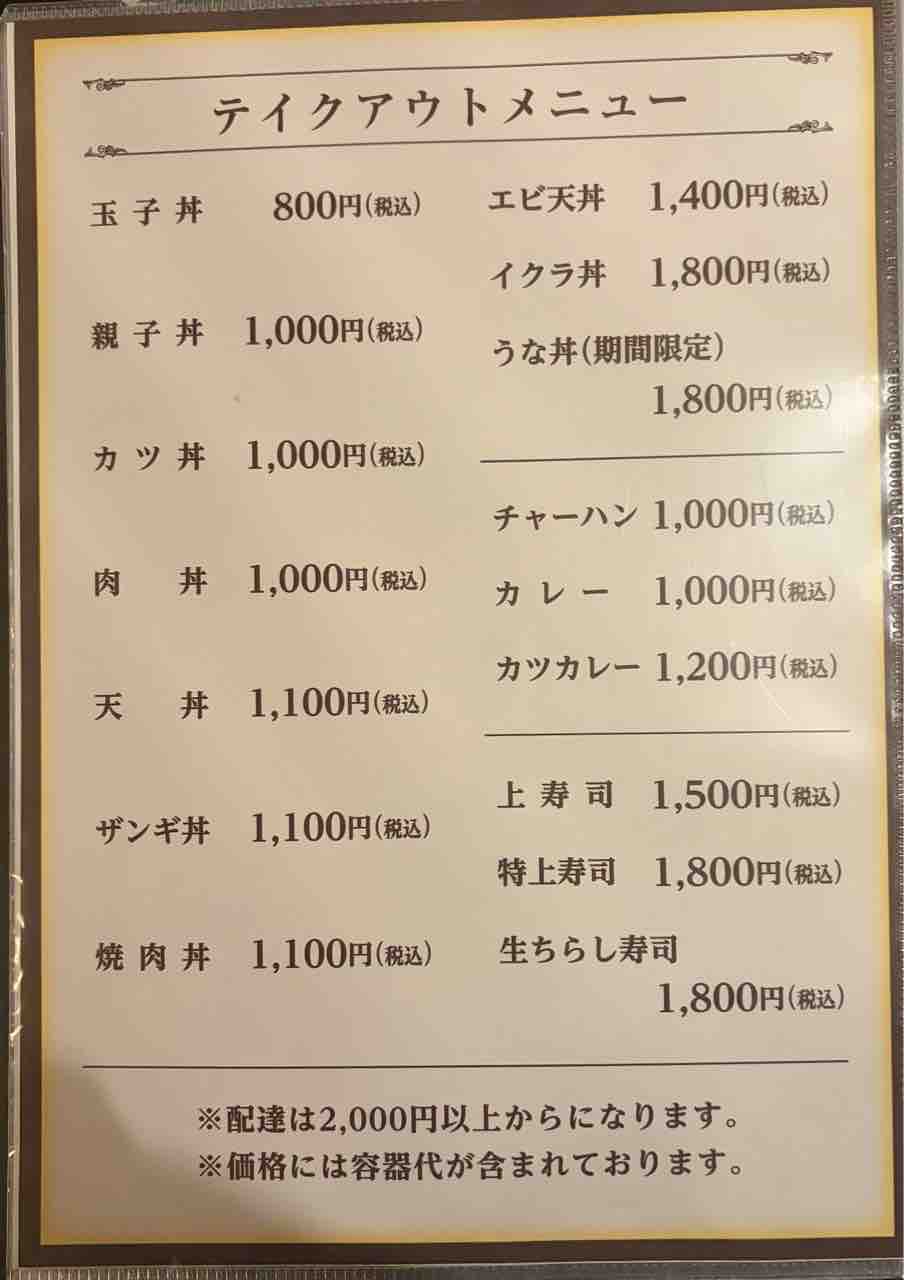 テイクアウトメニュー
玉子丼 800円(税込)
親子丼 1,000円(税込)
カツ丼 1,000円(税込)
肉丼 1,000円(税込)
天丼 1,100円(税込)
ザンギ丼 1,100円(税込)
焼肉丼 1,100円(税込)
エビ天丼 1,400円(税込)
イクラ丼 1,800円(税込)
うな丼(期間限定)
1,800円(税込)
チャーハン 1,000円(税込)
カレー 1,000円(税込)
カツカレー 1,200円(税込)
上寿司 1,500円(税込)
特上寿司 1,800円(税込)
生ちらし寿司
1,800円(税込)
※配達は2,000円以上からになります。
※価格には容器代が含まれております。